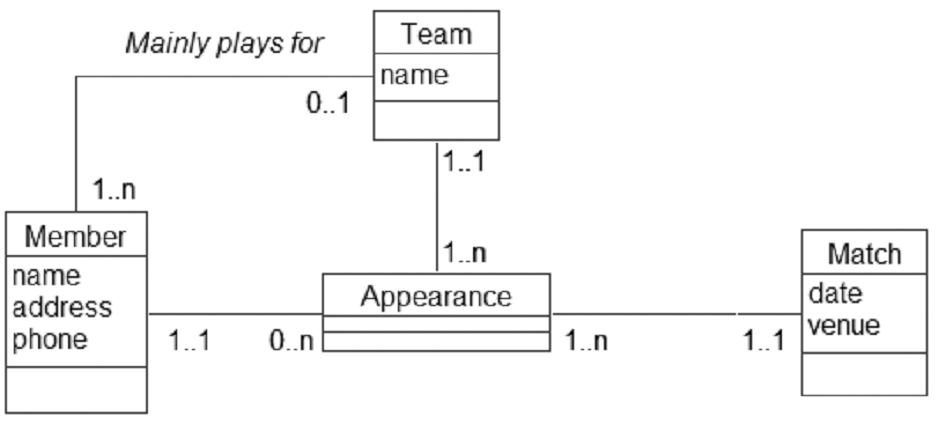 Mainly plays for
Team
name
0..1
1..1
1..n
Member
name
address
phone
1..n
Appearance
Match
date
venue
1..1
0..n
1..n
1..1